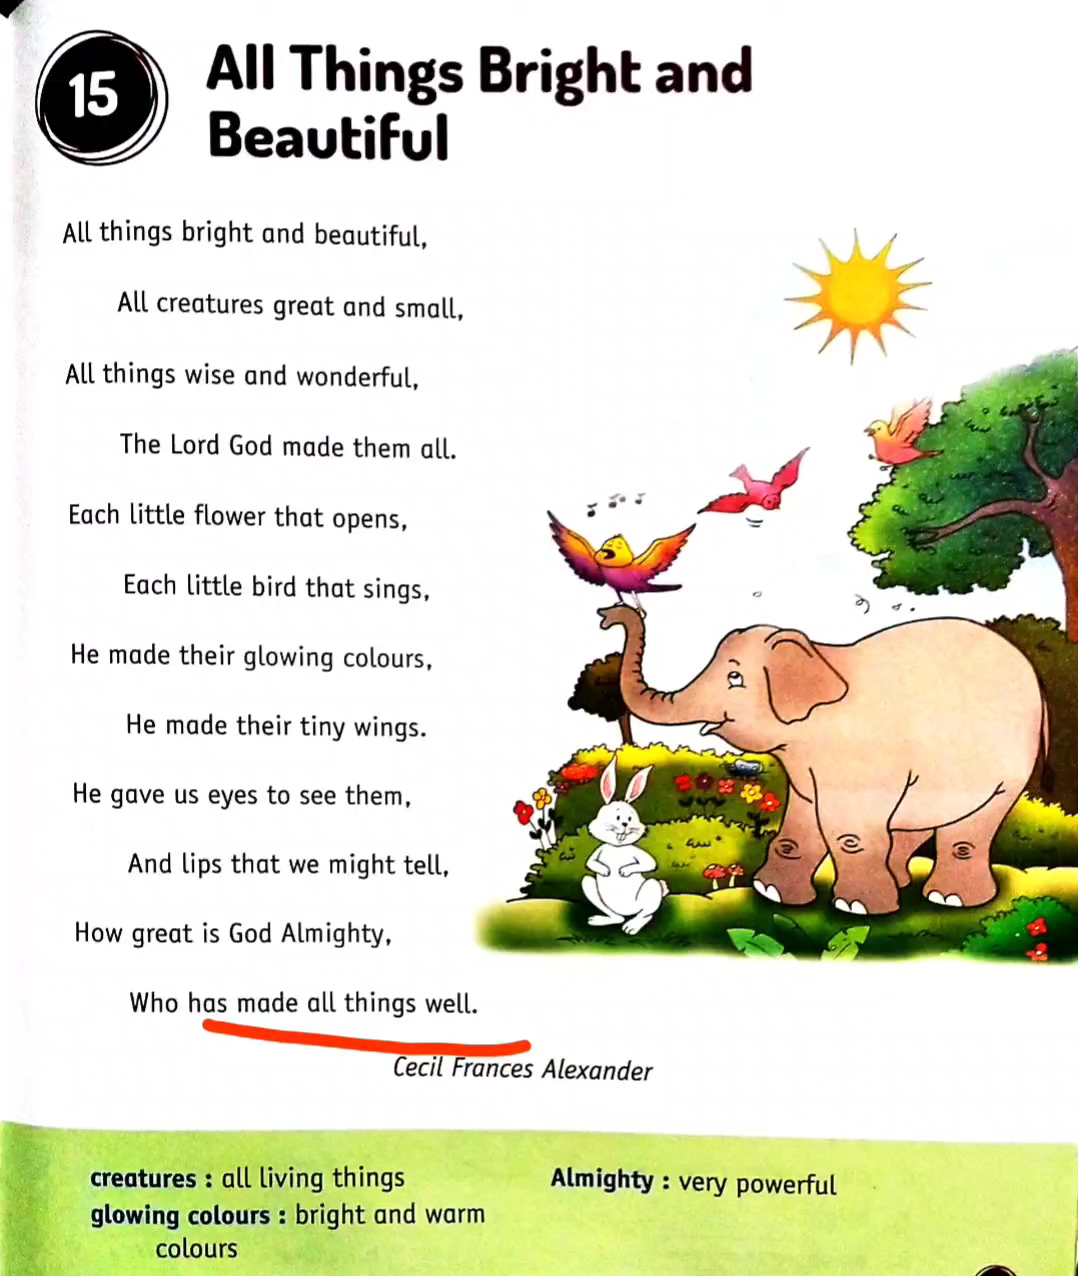 15
All Things Bright and
Beautiful
All things bright and beautiful,
All creatures great and small,
All things wise and wonderful,
The Lord God made them all.
Each little flower that opens,
Each little bird that sings,
He made their glowing colours,
He made their tiny wings.
He gave us eyes to see them,
And lips that we might tell,
How great is God Almighty,
Who has made all things well.
Cecil Frances Alexander
creatures : all living things
glowing colours : bright and warm
colours
Almighty : very powerful